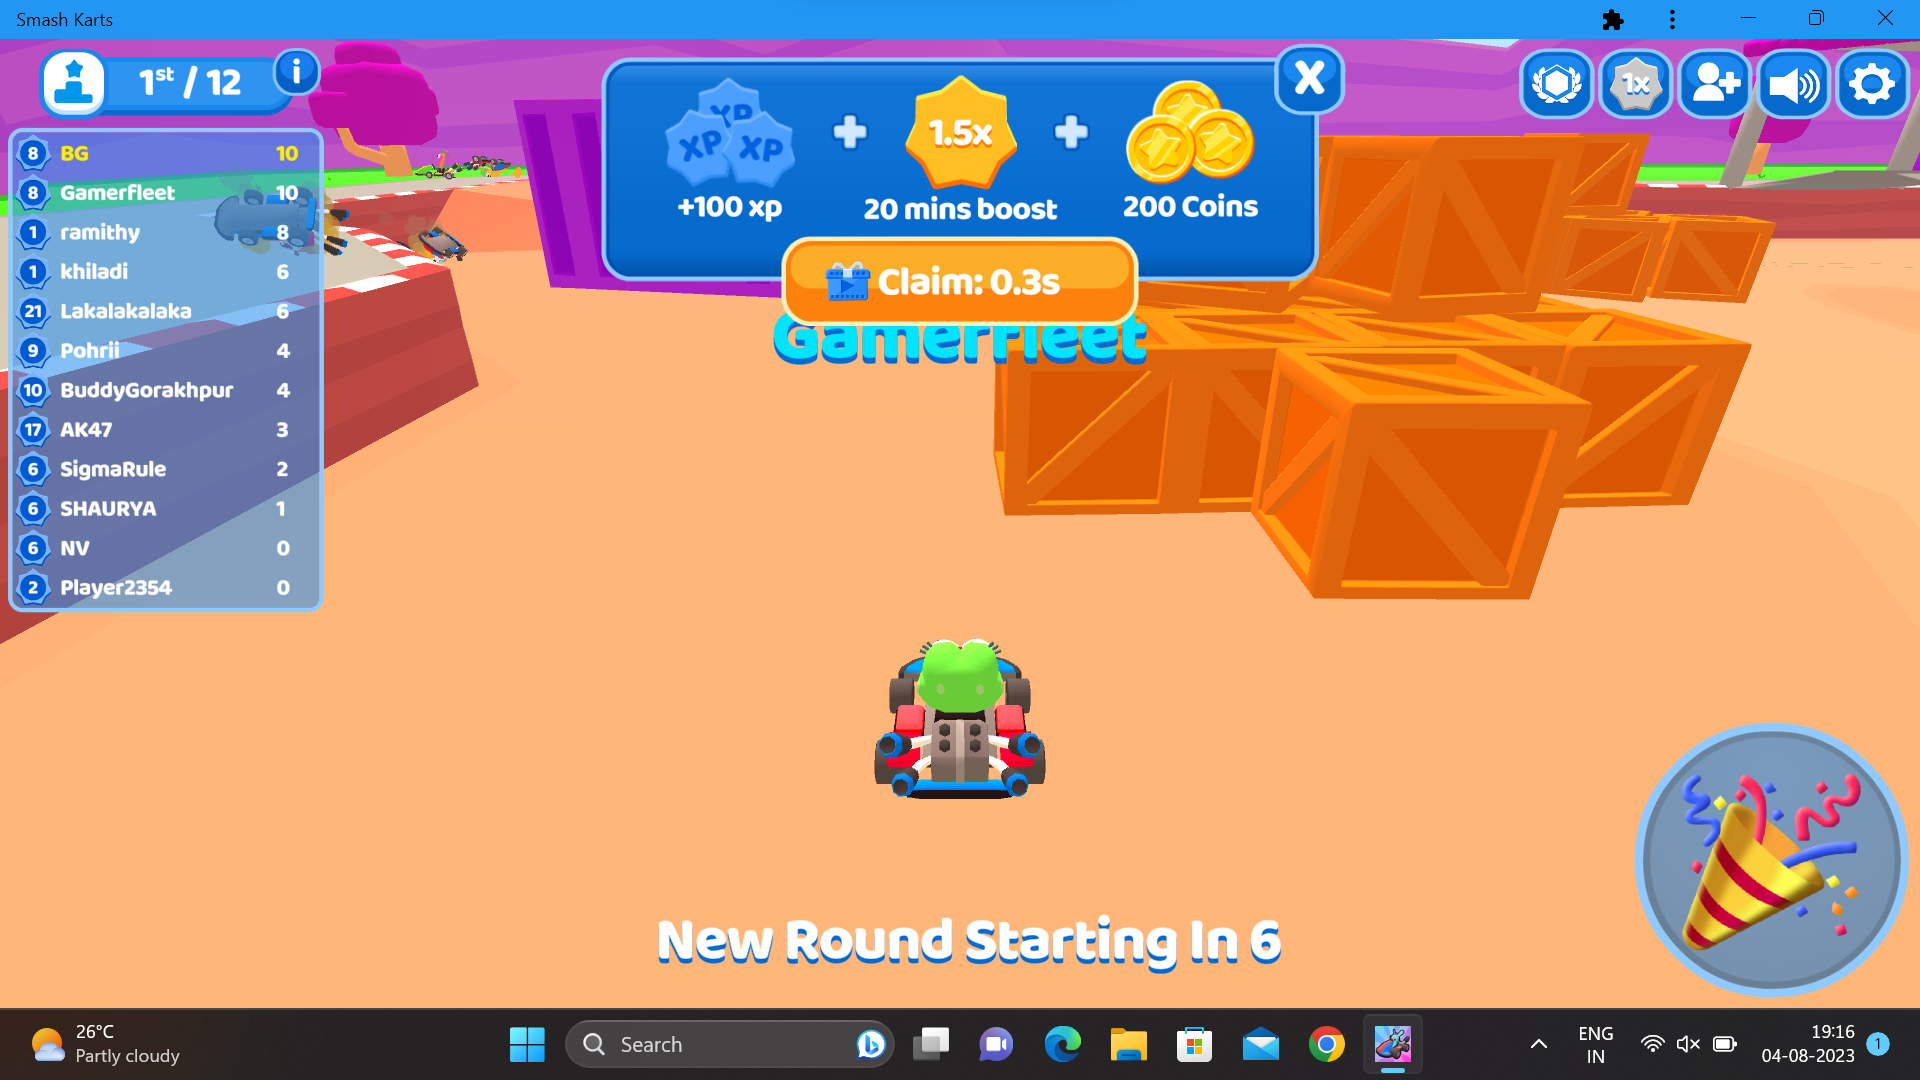 Smash Karts
1st / 12
i
8 BG 10
8 Gamerfleet 10
1 ramithy 8
1 khiladi 6
21 Lakalakalaka 6
9 Pohrii 4
10 BuddyGorakhpur 4
17 AK47 3
6 SigmaRule 2
6 SHAURYA 1
6 NV 0
2 Player2354 0
XP XP XP
1.5x
+100 xp
20 mins boost
200 Coins
X
1x
Claim: 0.3s
Gamerfleet
New Round Starting In 6
26°C
Partly cloudy
Search
ENG
IN
19:16
04-08-2023
1